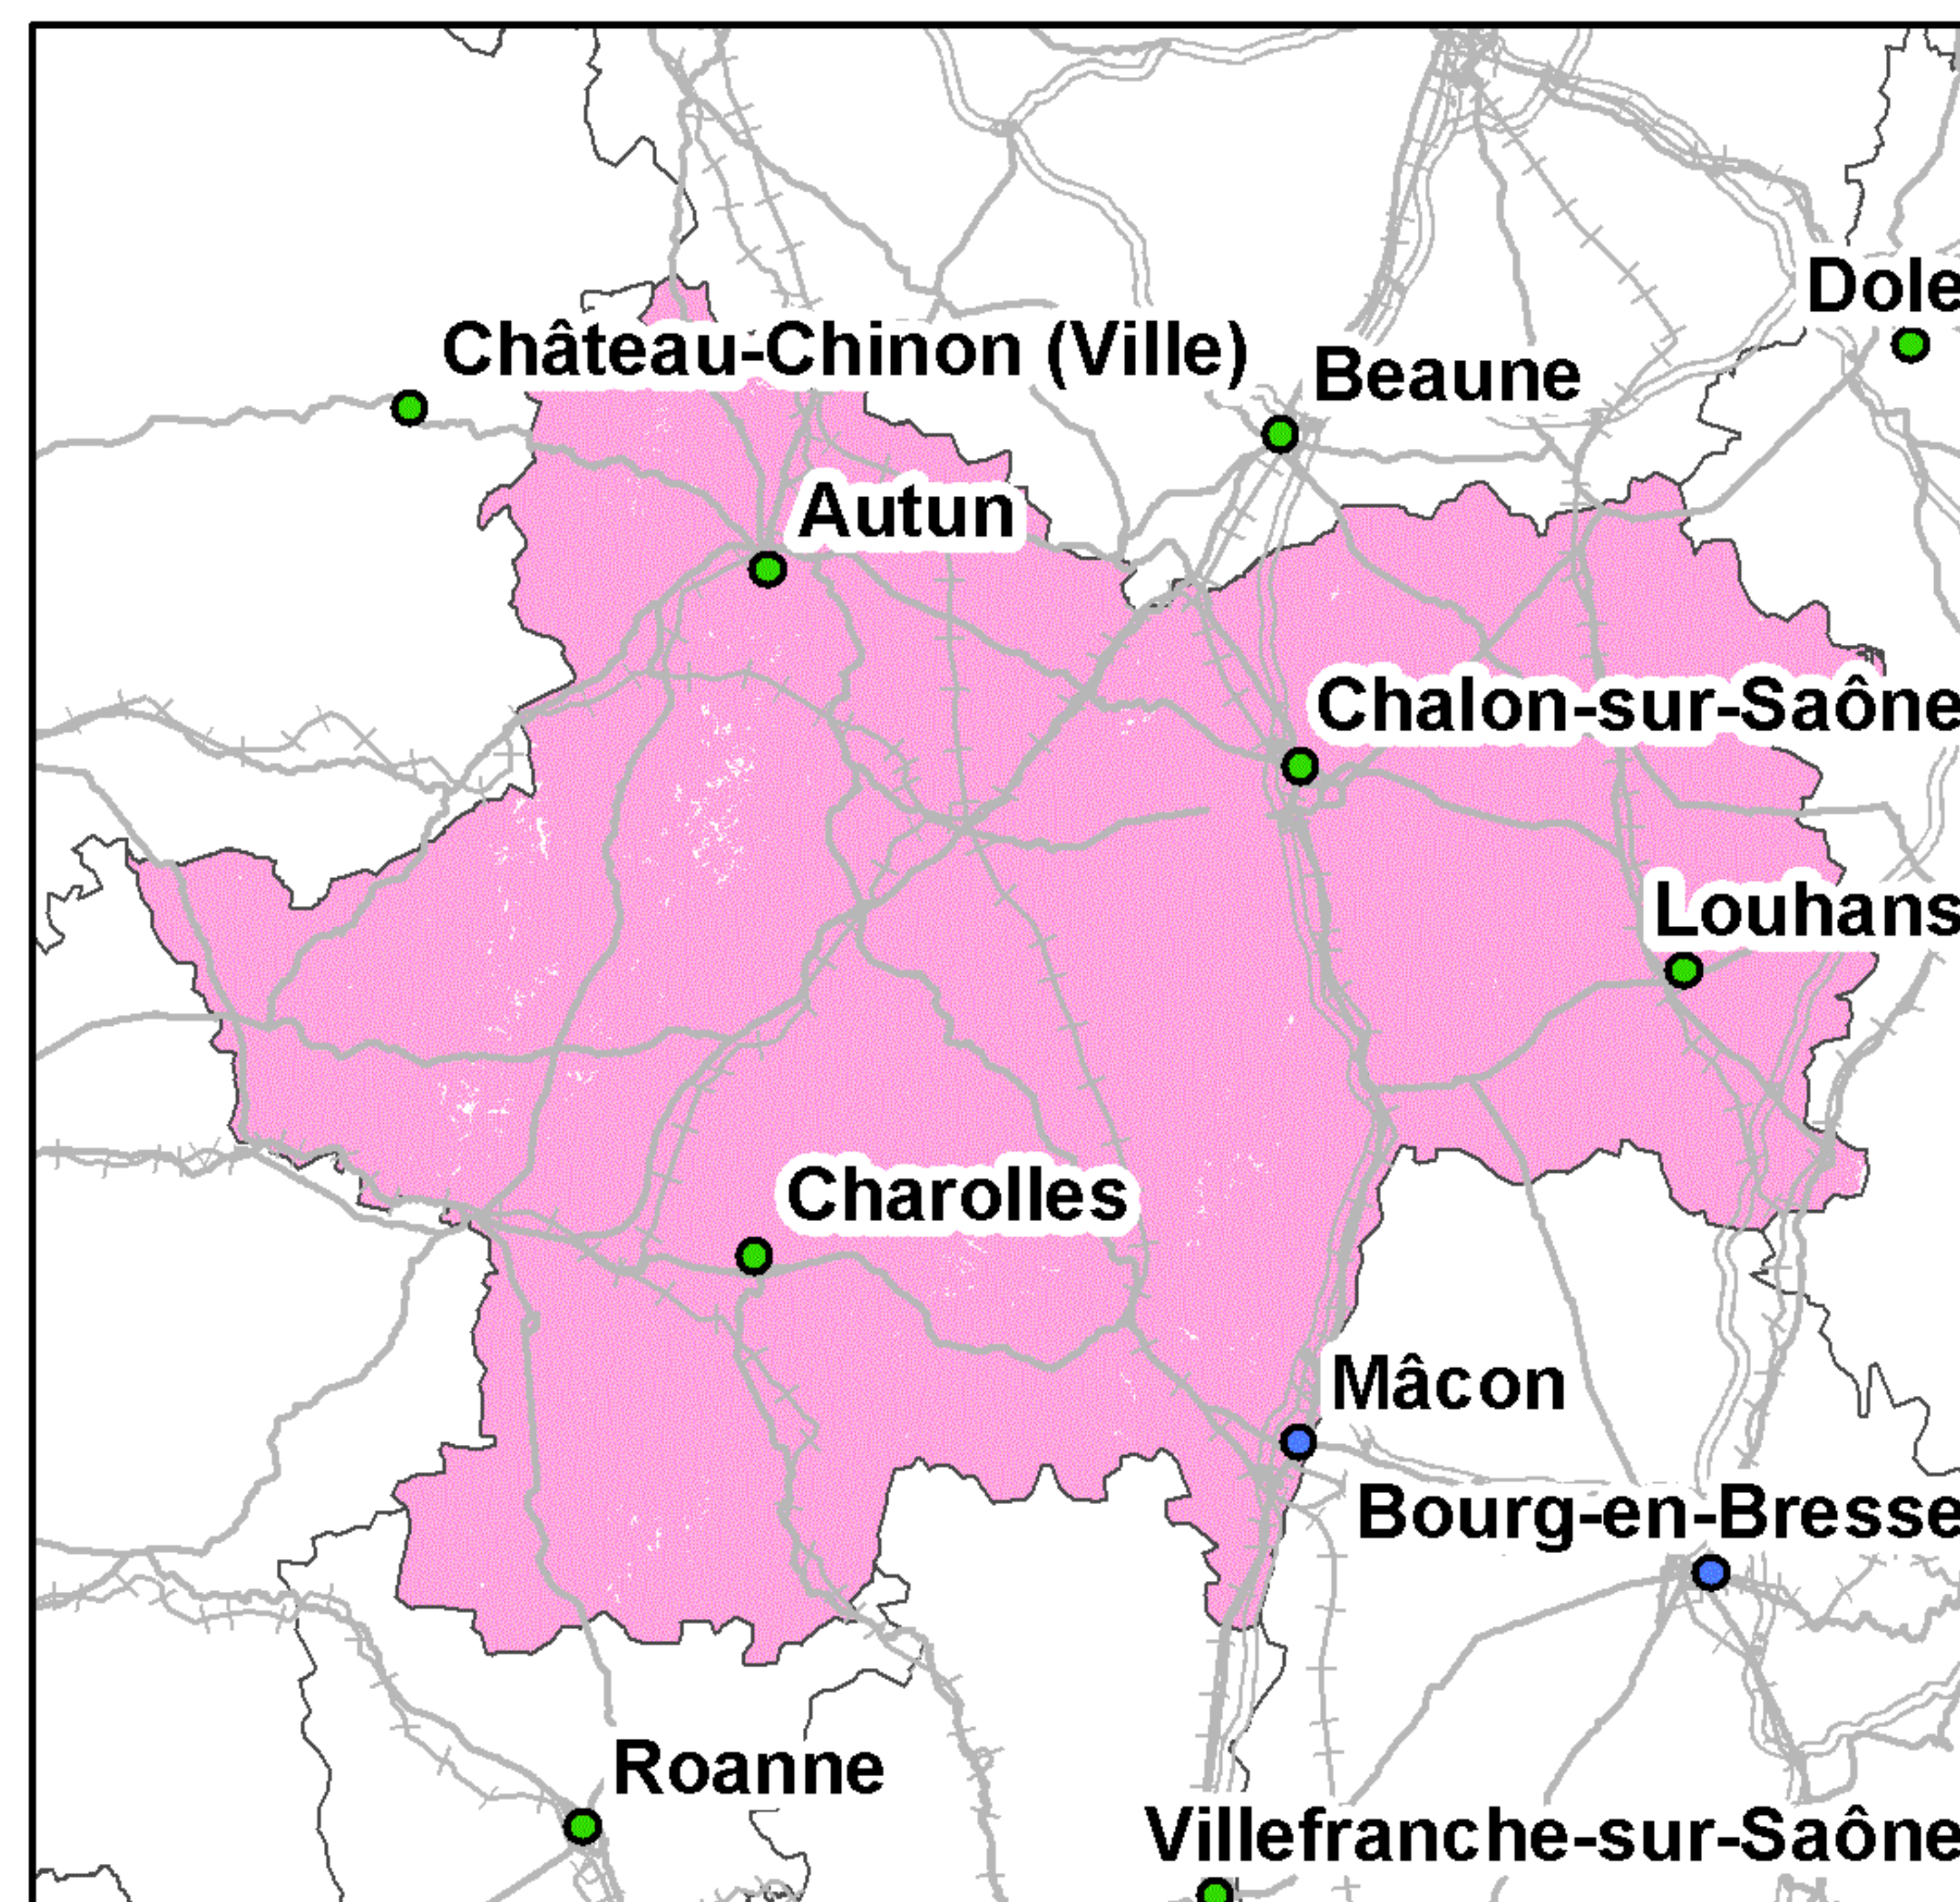 Dole
Château-Chinon (Ville)
Beaune
Autun
Chalon-sur-Saône
Louhans
Charolles
Mâcon
Bourg-en-Bresse
Roanne
Villefranche-sur-Saône